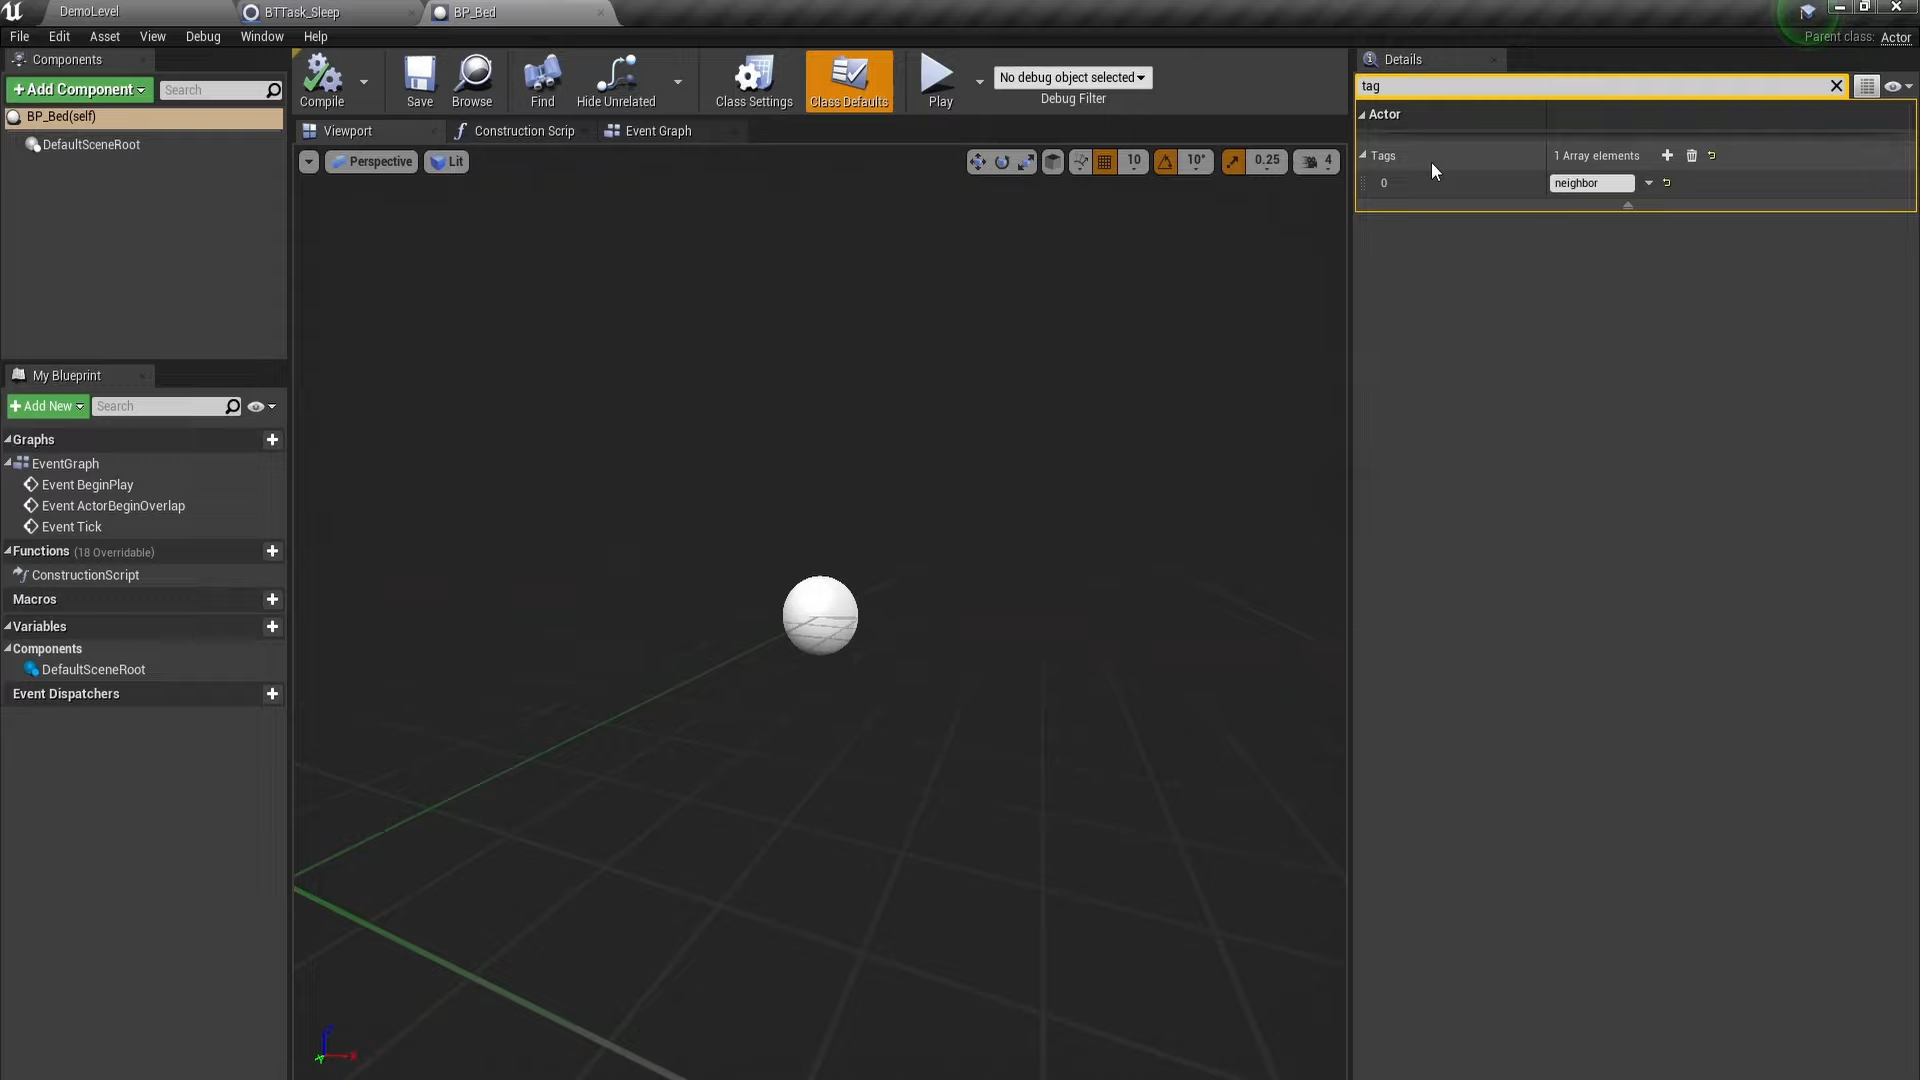 DemoLevel
BTTask_Sleep
BP_Bed
File
Edit
Asset
View
Debug
Window
Help
Parent class: Actor
Components
+Add Component
Search
BP_Bed(self)
DefaultSceneRoot
Compile
Save
Browse
Find
Hide Unrelated
Class Settings
Class Defaults
Play
No debug object selected
Debug Filter
Viewport
Construction Scrip
Event Graph
Perspective
Lit
10
10°
0.25
4
Details
tag
Actor
Tags
1 Array elements
0
neighbor
My Blueprint
+Add New
Search
Graphs
EventGraph
Event BeginPlay
Event ActorBeginOverlap
Event Tick
Functions (18 Overridable)
ConstructionScript
Macros
Variables
Components
DefaultSceneRoot
Event Dispatchers